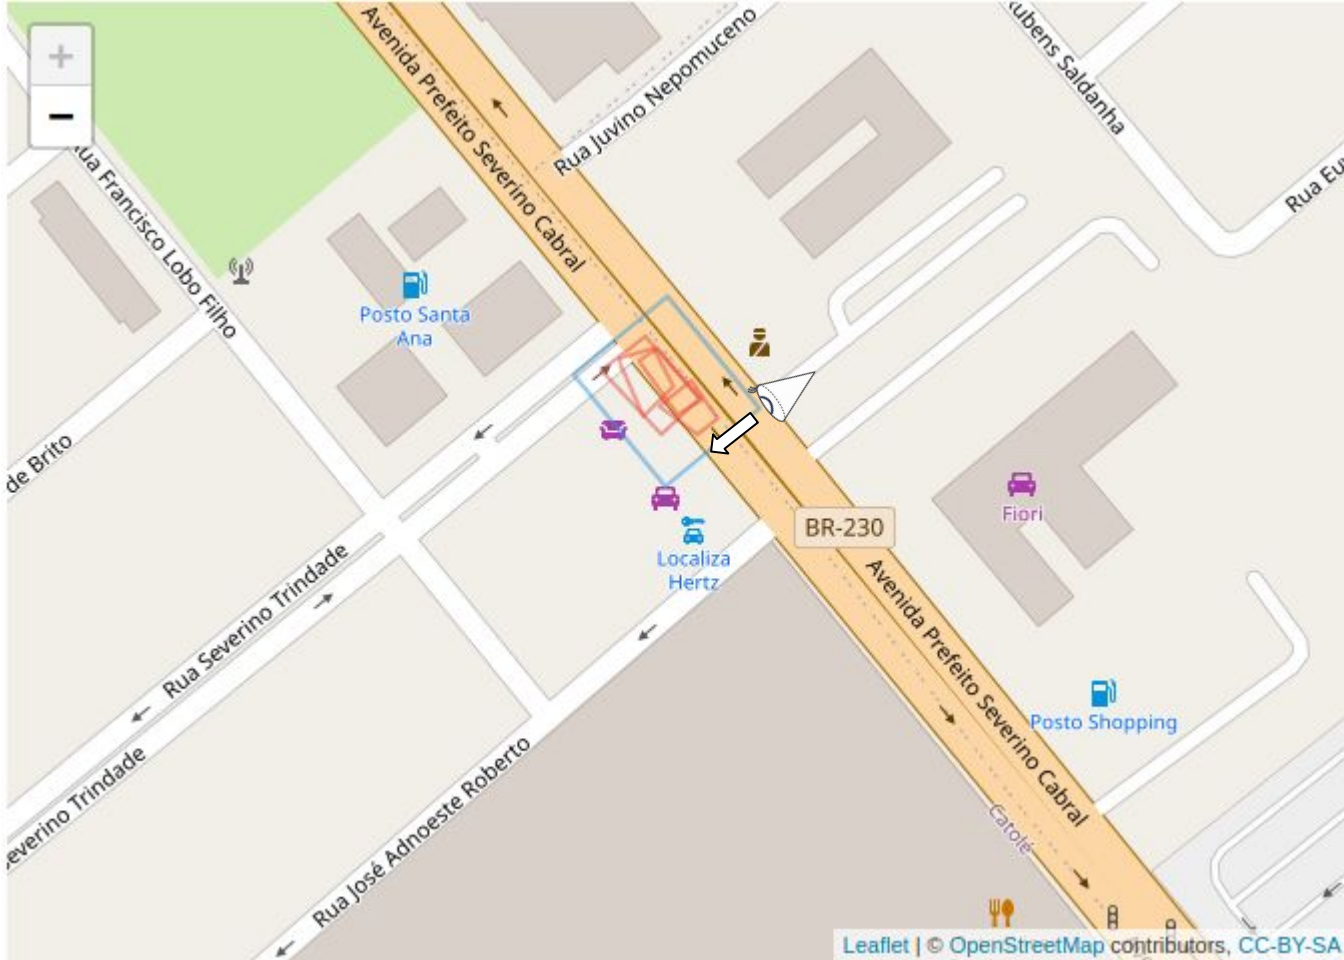 +
−
Avenida Prefeito Severino Cabral
Rua Juvino Nepomuceno
ubens Saldanha
Rua Eu
Rua Francisco Lobo Filho
Posto Santa
Ana
de Brito
BR-230
Fiori
Localiza
Hertz
Rua Severino Trindade
everino Trindade
Avenida Prefeito Severino Cabral
Posto Shopping
Rua José Adnoeste Roberto
Catolé
Leaflet | © OpenStreetMap contributors, CC-BY-SA